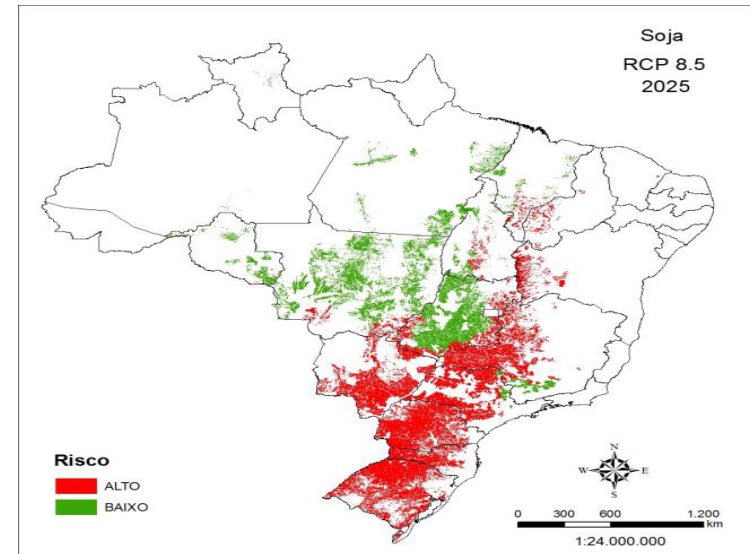 Soja
RCP 8.5
2025
Risco
ALTO
BAIXO
N
W E
S
0 300 600 1.200
km
1:24.000.000